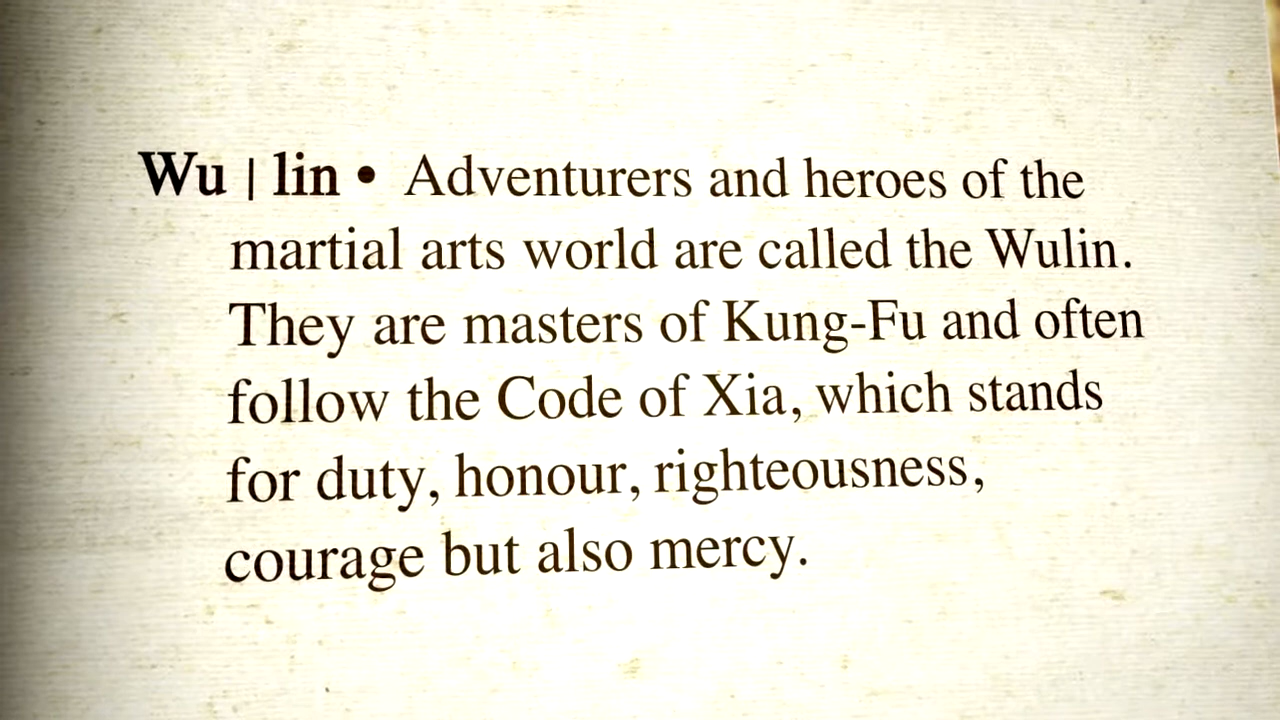 Wu | lin • Adventurers and heroes of the
martial arts world are called the Wulin.
They are masters of Kung-Fu and often
follow the Code of Xia, which stands
for duty, honour, righteousness,
courage but also mercy.